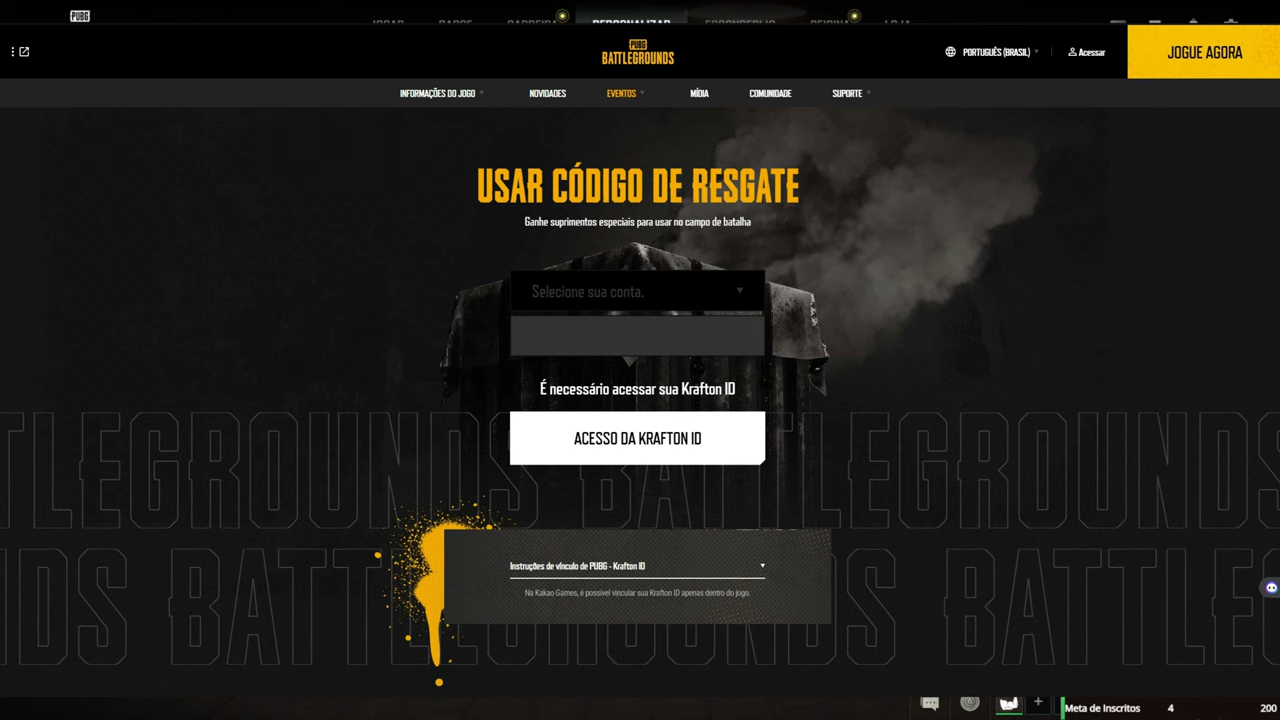 PUBG
PERSONALIZAR
PUBG
BATTLEGROUNDS
PORTUGUÊS (BRASIL)
Acessar
JOGUE AGORA
INFORMAÇÕES DO JOGO
NOVIDADES
EVENTOS
MÍDIA
COMUNIDADE
SUPORTE
USAR CÓDIGO DE RESGATE
Ganhe suprimentos especiais para usar no campo de batalha
Selecione sua conta.
É necessário acessar sua Krafton ID
ACESSO DA KRAFTON ID
TLEGROUNDS BATTLEGROUNDS
Instruções de vínculo de PUBG - Krafton ID
Na Kakao Games, é possível vincular sua Krafton ID apenas dentro do jogo.
NDS BATTLEGROUNDS BATTLE
Meta de Inscritos 4 200